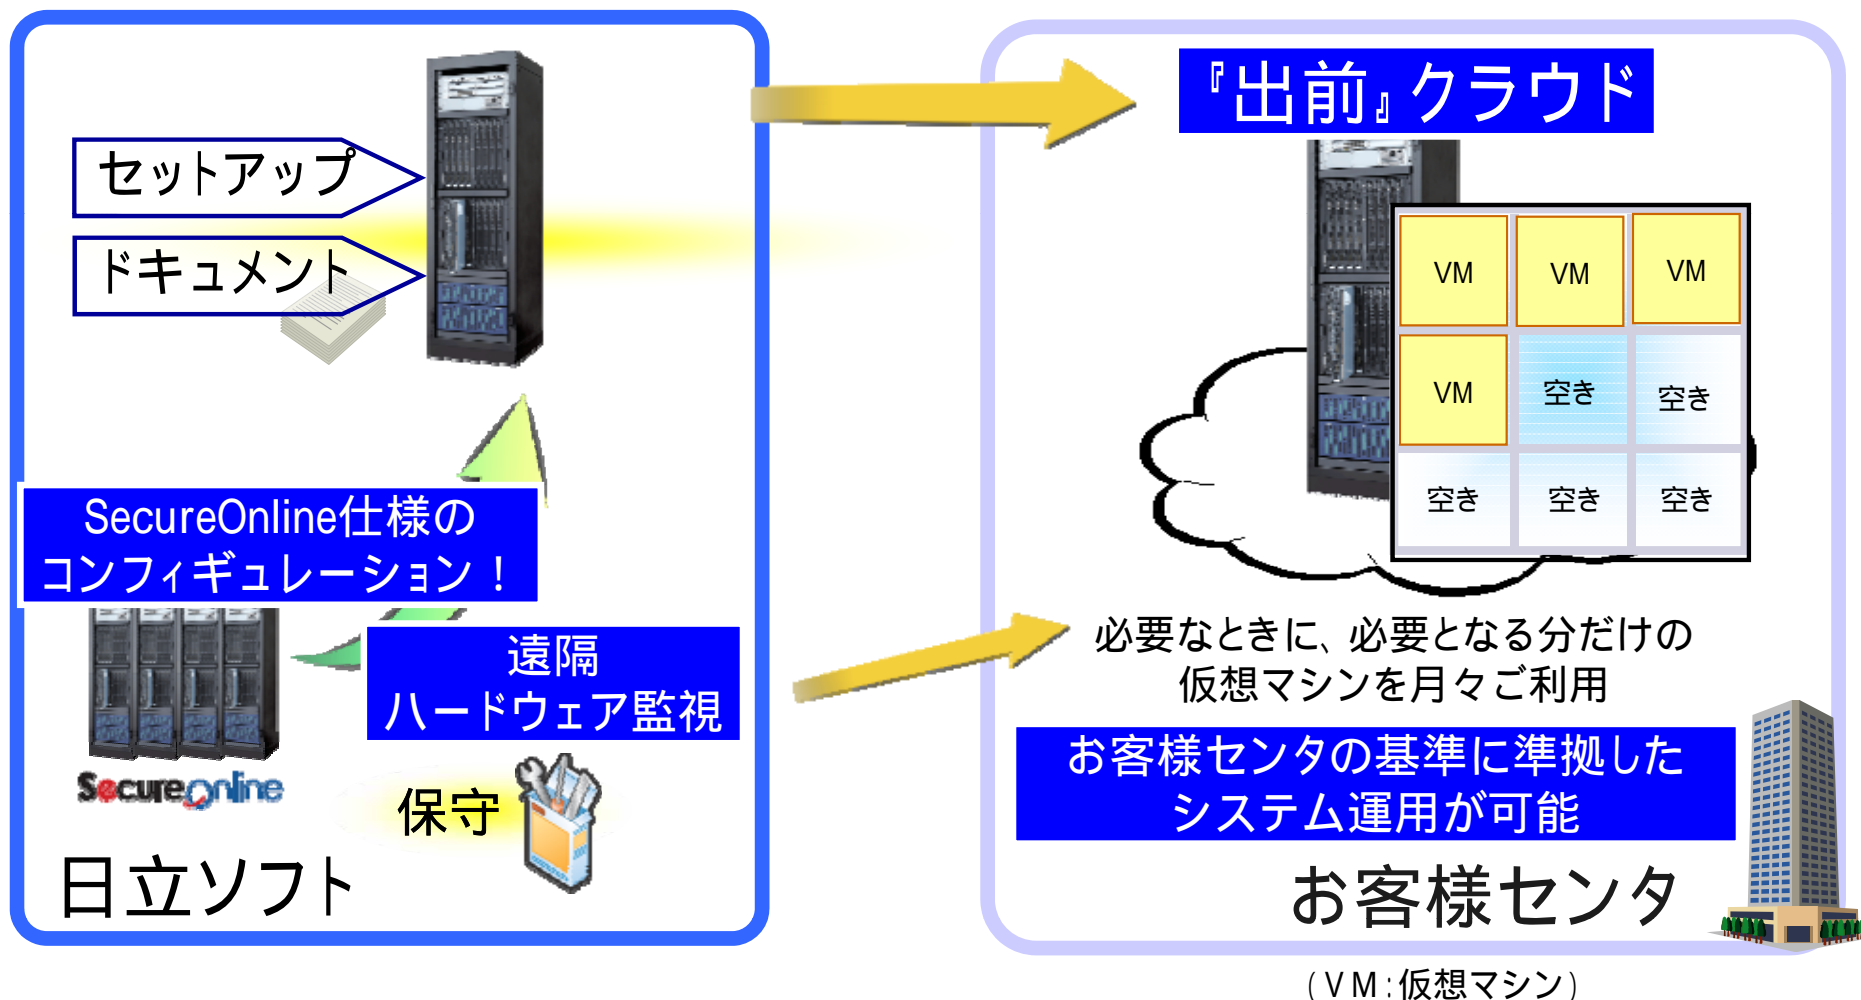 セットアップ
ドキュメント
SecureOnline仕様の
コンフィギュレーション！
遠隔
ハードウェア監視
Secureonline
保守
日立ソフト
『出前』クラウド
VM
VM
VM
VM
空き
空き
空き
空き
空き
必要なときに、必要となる分だけの
仮想マシンを月々ご利用
お客様センタの基準に準拠した
システム運用が可能
お客様センタ
(VM:仮想マシン)